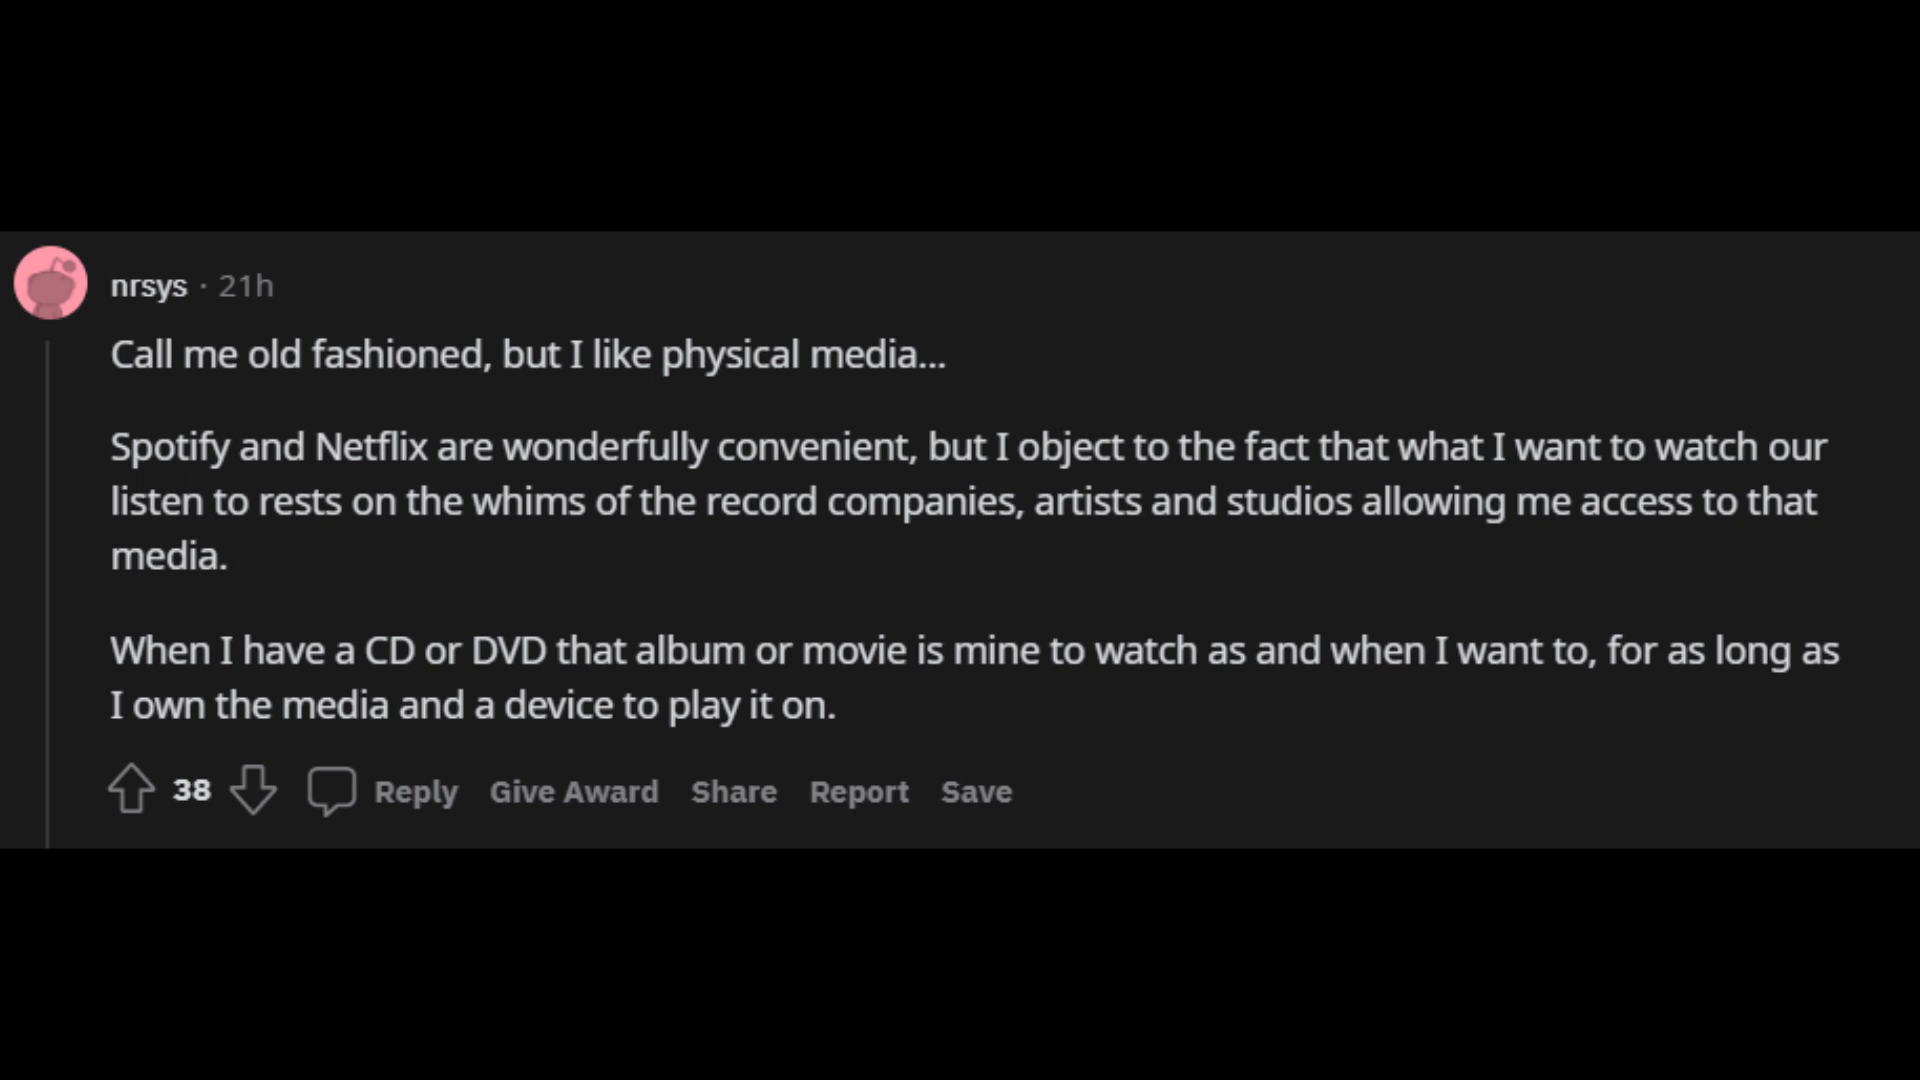 nrsys · 21h
Call me old fashioned, but I like physical media...
Spotify and Netflix are wonderfully convenient, but I object to the fact that what I want to watch our
listen to rests on the whims of the record companies, artists and studios allowing me access to that
media.
When I have a CD or DVD that album or movie is mine to watch as and when I want to, for as long as
I own the media and a device to play it on.
38 Reply Give Award Share Report Save